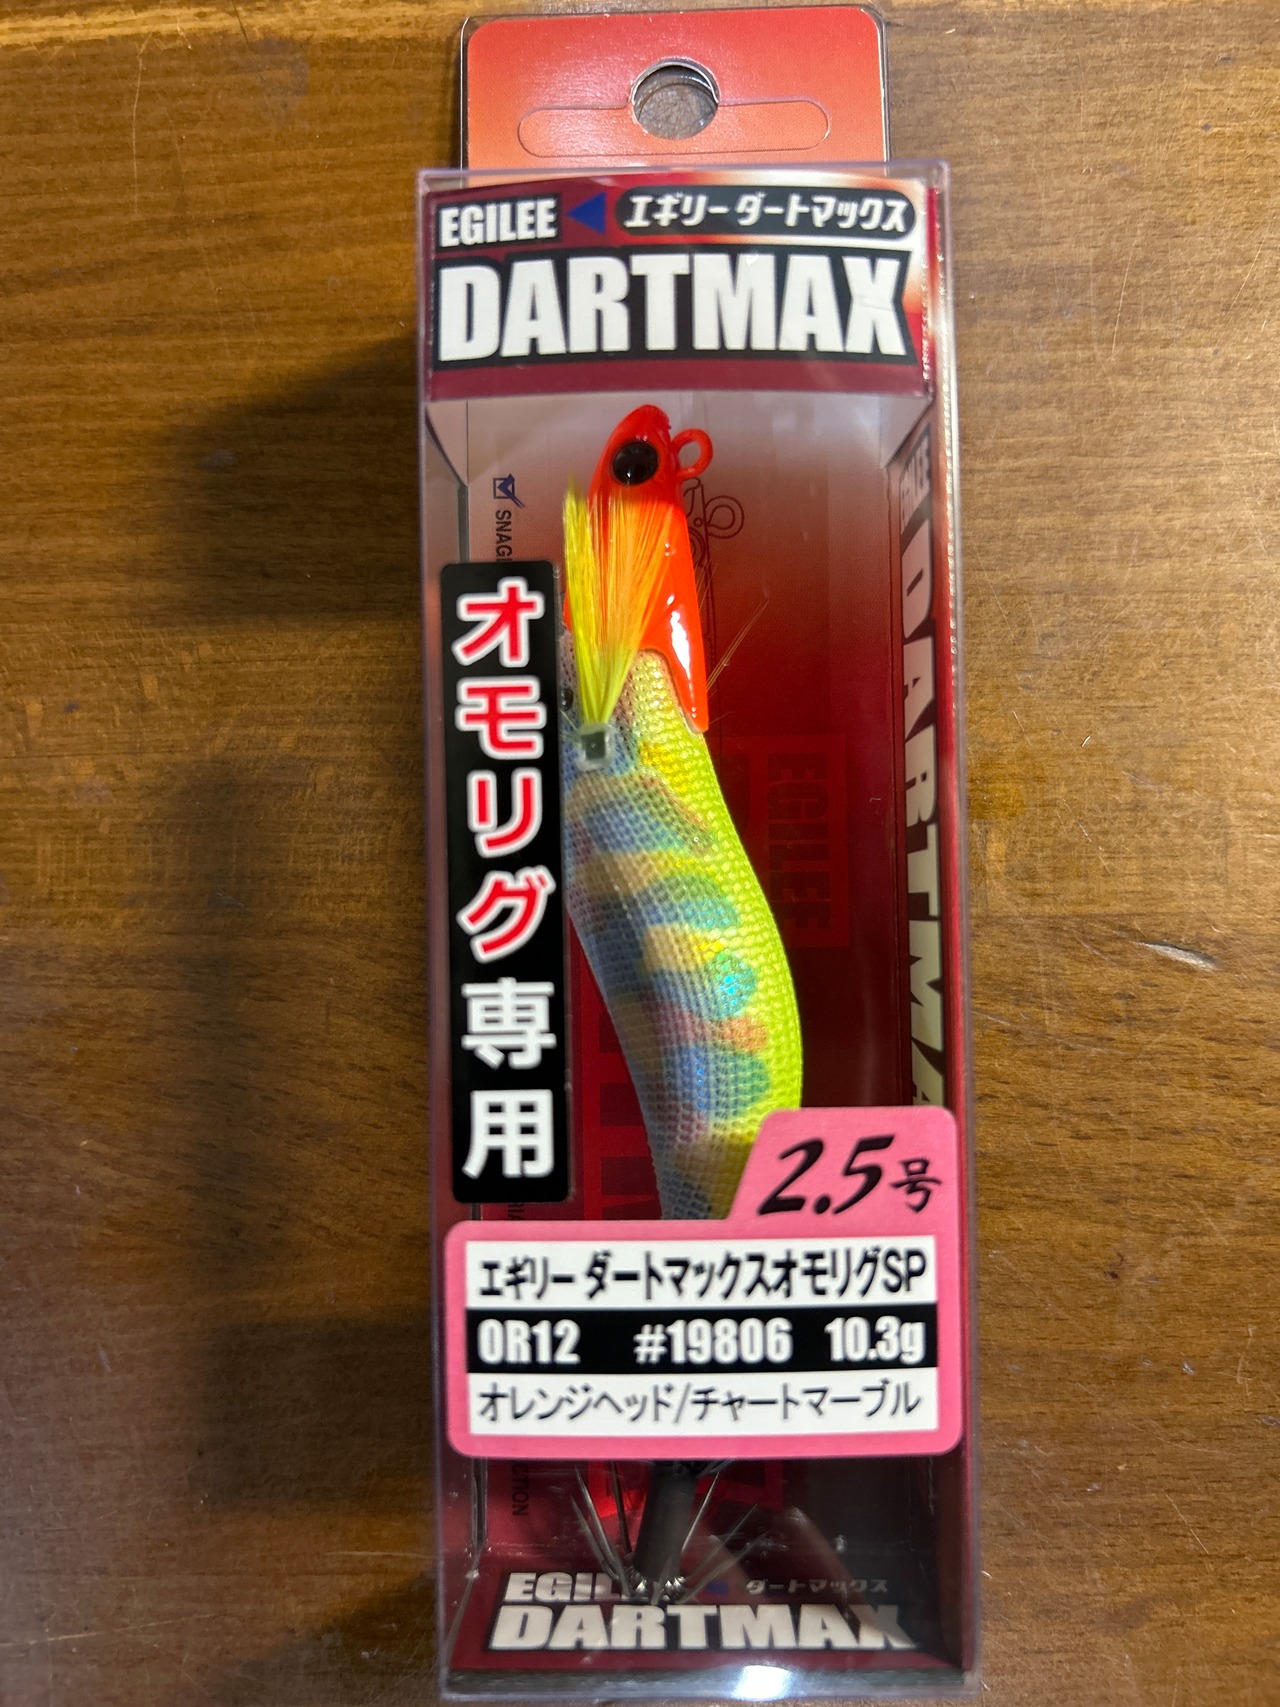 EGILEE エギリー ダートマックス
DARTMAX
オモリグ専用
DARTMA
EGILEE
2.5号
エギリー ダートマックスオモリグSP
OR12 #19806 10.3g
オレンジヘッド/チャートマーブル
ダートマックス
DARTMAX